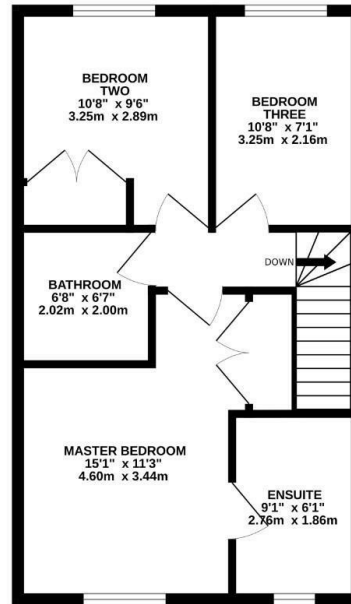 BEDROOM
TWO
10'8" x 9'6"
3.25m x 2.89m
BEDROOM
THREE
10'8" x 7'1"
3.25m x 2.16m
DOWN
BATHROOM
6'8" x 6'7"
2.02m x 2.00m
MASTER BEDROOM
15'1" x 11'3"
4.60m x 3.44m
ENSUITE
9'1" x 6'1"
2.76m x 1.86m